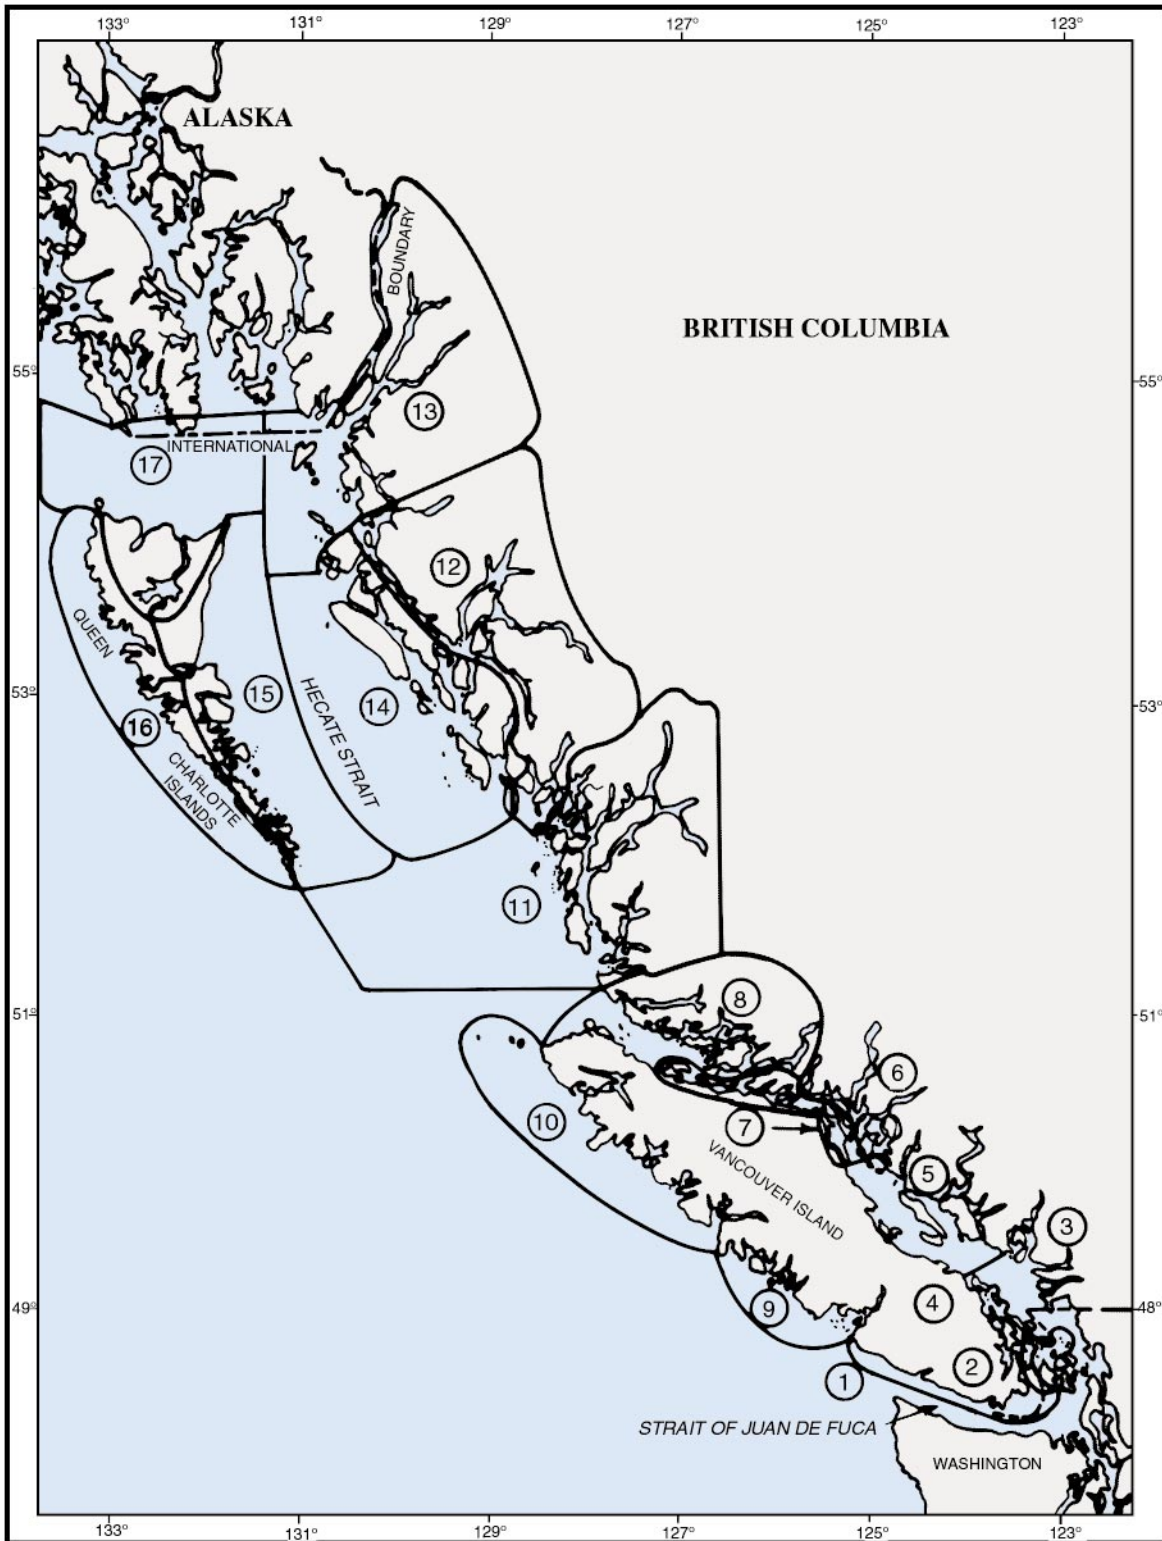 133° 131° 129° 127° 125° 123°
ALASKA
BOUNDARY
BRITISH COLUMBIA
55° 55°
13
INTERNATIONAL
17
12
QUEEN
53° 53°
15
14
HECATE STRAIT
16
CHARLOTTE
ISLANDS
11
8
51° 51°
6
10
7
VANCOUVER ISLAND
5
3
49° 48°
9
4
2
1
STRAIT OF JUAN DE FUCA
WASHINGTON
133° 131° 129° 127° 125° 123°